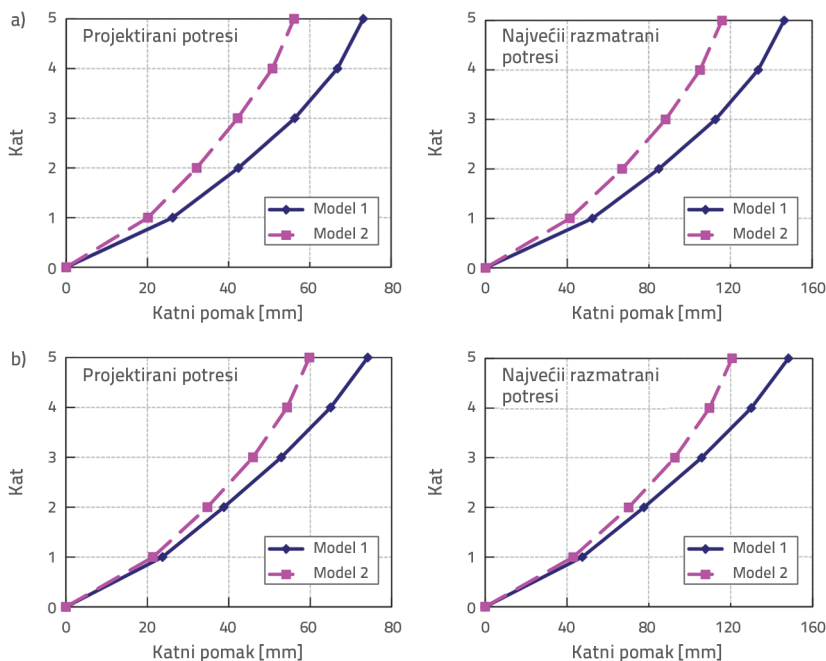 a)
Projektirani potresi
Kat
5
4
3
2
1
0
Model 1
Model 2
0 20 40 60 80
Katni pomak [mm]
Najvećii razmatrani
potresi
Kat
5
4
3
2
1
0
Model 1
Model 2
0 40 80 120 160
Katni pomak [mm]
b)
Projektirani potresi
Kat
5
4
3
2
1
0
Model 1
Model 2
0 20 40 60 80
Katni pomak [mm]
Najvećii razmatrani
potresi
Kat
5
4
3
2
1
0
Model 1
Model 2
0 40 80 120 160
Katni pomak [mm]